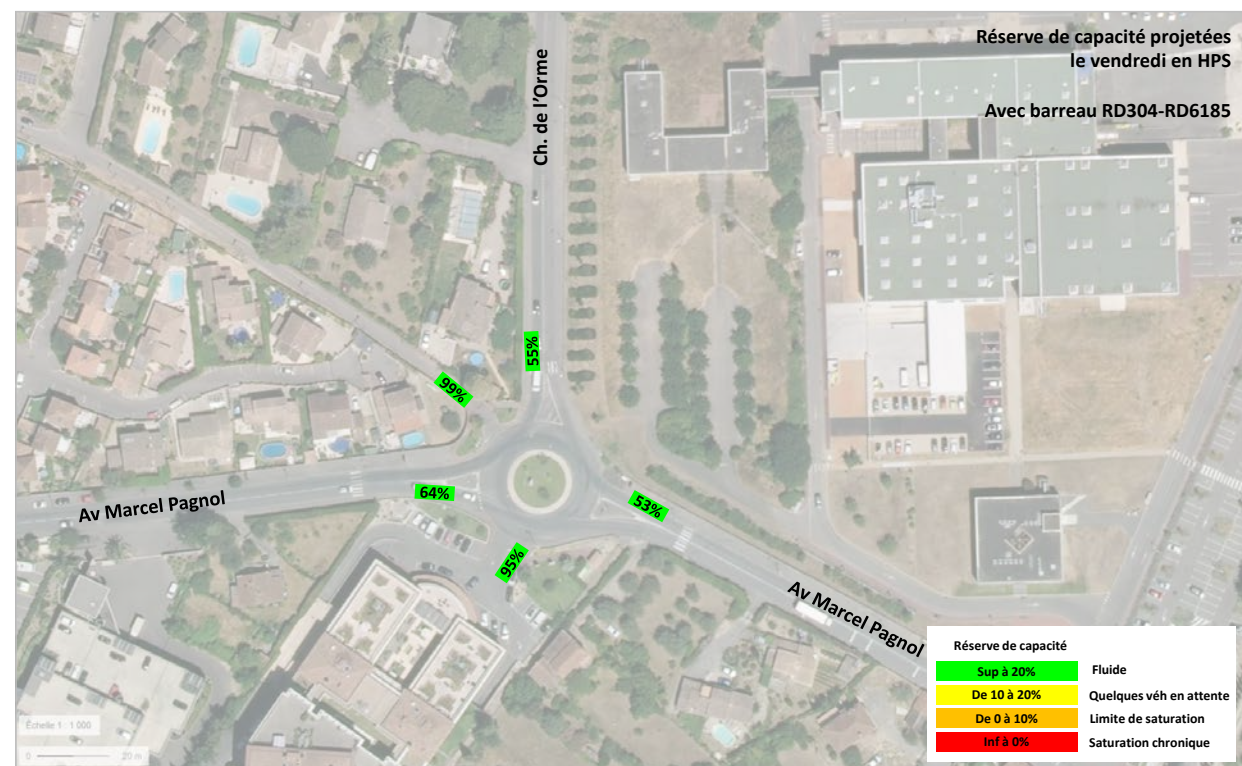 Réserve de capacité projetées
le vendredi en HPS
Avec barreau RD304-RD6185
Ch. de l'Orme
55%
99%
64%
53%
95%
Av Marcel Pagnol
Av Marcel Pagnol
Réserve de capacité
Sup à 20% Fluide
De 10 à 20% Quelques véh en attente
De 0 à 10% Limite de saturation
Inf à 0% Saturation chronique
Échelle 1 : 1 000
0 20 m